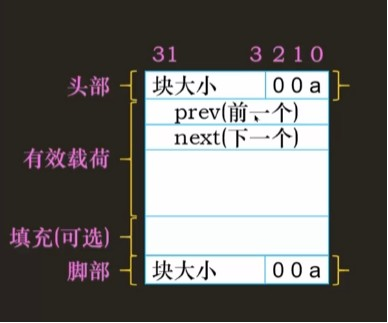 31 3 2 1 0
头部 块大小 0 0 a
prev(前一个)
next(下一个)
有效载荷
填充(可选)
脚部 块大小 0 0 a